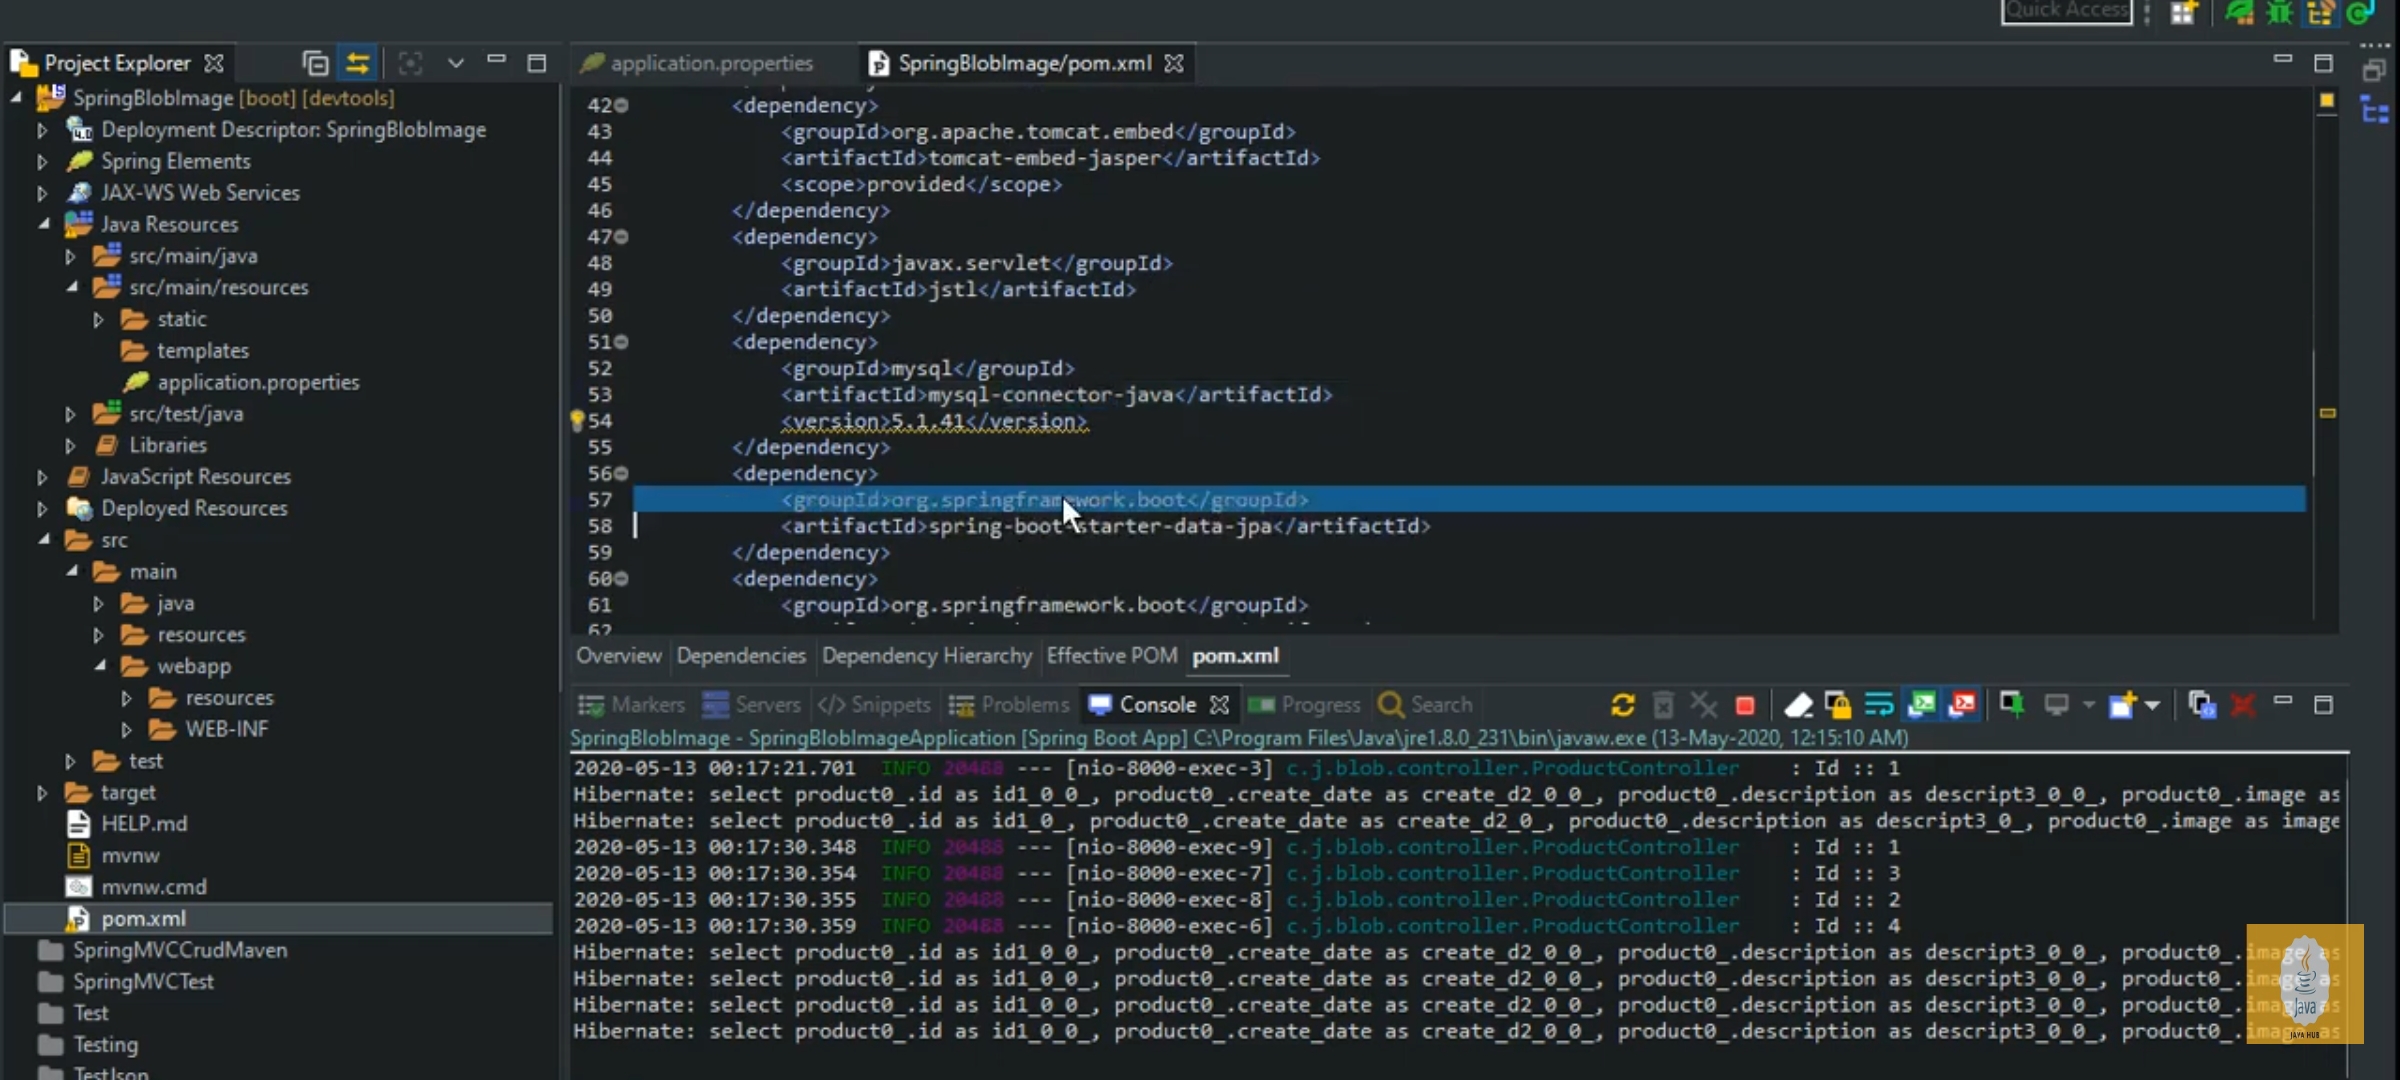 Quick Access
Project Explorer
application.properties
SpringBlobImage/pom.xml
SpringBlobImage [boot] [devtools]
Deployment Descriptor: SpringBlobImage
Spring Elements
JAX-WS Web Services
Java Resources
src/main/java
src/main/resources
static
templates
application.properties
src/test/java
Libraries
JavaScript Resources
Deployed Resources
src
main
java
resources
webapp
resources
WEB-INF
test
target
HELP.md
mvnw
mvnw.cmd
pom.xml
SpringMVCCrudMaven
SpringMVCTest
Test
Testing
TestJson
42 <dependency>
43 <groupId>org.apache.tomcat.embed</groupId>
44 <artifactId>tomcat-embed-jasper</artifactId>
45 <scope>provided</scope>
46 </dependency>
47 <dependency>
48 <groupId>javax.servlet</groupId>
49 <artifactId>jstl</artifactId>
50 </dependency>
51 <dependency>
52 <groupId>mysql</groupId>
53 <artifactId>mysql-connector-java</artifactId>
54 <version>5.1.41</version>
55 </dependency>
56 <dependency>
57 <groupId>org.springframework.boot</groupId>
58 <artifactId>spring-boot-starter-data-jpa</artifactId>
59 </dependency>
60 <dependency>
61 <groupId>org.springframework.boot</groupId>
62
Overview Dependencies Dependency Hierarchy Effective POM pom.xml
Markers Servers Snippets Problems Console Progress Search
SpringBlobImage - SpringBlobImageApplication [Spring Boot App] C:\Program Files\Java\jre1.8.0_231\bin\javaw.exe (13-May-2020, 12:15:10 AM)
2020-05-13 00:17:21.701 INFO 20488 --- [nio-8000-exec-3] c.j.blob.controller.ProductController : Id :: 1
Hibernate: select product0_.id as id1_0_0_, product0_.create_date as create_d2_0_0_, product0_.description as descript3_0_0_, product0_.image as
Hibernate: select product0_.id as id1_0_, product0_.create_date as create_d2_0_, product0_.description as descript3_0_, product0_.image as image
2020-05-13 00:17:30.348 INFO 20488 --- [nio-8000-exec-9] c.j.blob.controller.ProductController : Id :: 1
2020-05-13 00:17:30.354 INFO 20488 --- [nio-8000-exec-7] c.j.blob.controller.ProductController : Id :: 3
2020-05-13 00:17:30.355 INFO 20488 --- [nio-8000-exec-8] c.j.blob.controller.ProductController : Id :: 2
2020-05-13 00:17:30.359 INFO 20488 --- [nio-8000-exec-6] c.j.blob.controller.ProductController : Id :: 4
Hibernate: select product0_.id as id1_0_0_, product0_.create_date as create_d2_0_0_, product0_.description as descript3_0_0_, product0_.image as
Hibernate: select product0_.id as id1_0_0_, product0_.create_date as create_d2_0_0_, product0_.description as descript3_0_0_, product0_.image as
Hibernate: select product0_.id as id1_0_0_, product0_.create_date as create_d2_0_0_, product0_.description as descript3_0_0_, product0_.image as
Hibernate: select product0_.id as id1_0_0_, product0_.create_date as create_d2_0_0_, product0_.description as descript3_0_0_, product0_.image as
Java
JAVA HUB